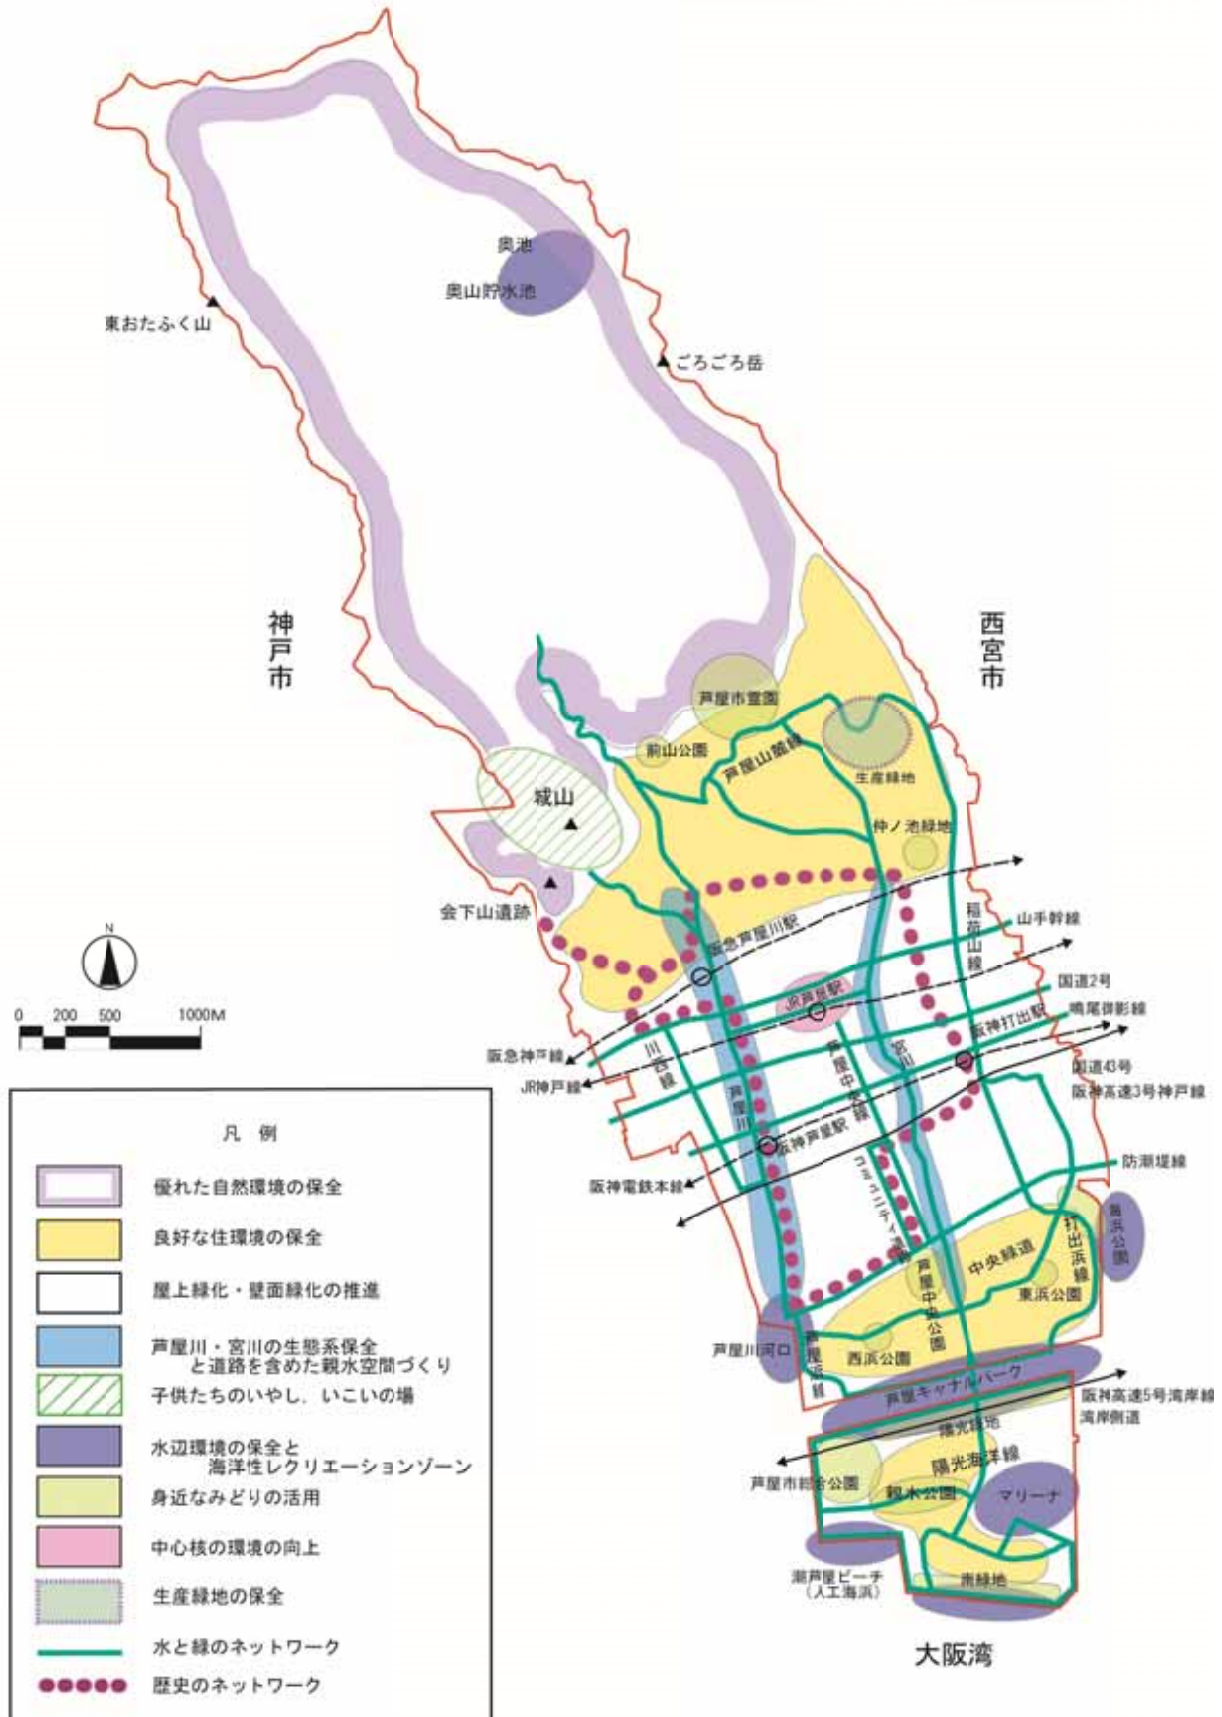 奥池
奥山貯水池
東おたふく山
ごろごろ岳
神戸市
西宮市
芦屋市霊園
前山公園
芦屋山麓線
生産緑地
城山
仲ノ池緑地
会下山遺跡
阪急芦屋川駅
稲荷山線
山手幹線
N
0 200 500 1000M
JR芦屋駅
国道2号
阪神打出駅
鳴尾御影線
阪急神戸線
JR神戸線
川西線
芦屋川
芦屋中央線
宮川
国道43号
阪神高速3号神戸線
阪神芦屋駅
阪神電鉄本線
防潮堤線
打出浜線
中央緑道
東浜公園
芦屋中央公園
芦屋川河口
西浜公園
芦屋キャナルパーク
阪神高速5号湾岸線
湾岸側道
陽光緑地
陽光海洋線
芦屋市総合公園
親水公園
マリーナ
潮芦屋ビーチ
(人工海浜)
南緑地
大阪湾
凡 例
優れた自然環境の保全
良好な住環境の保全
屋上緑化・壁面緑化の推進
芦屋川・宮川の生態系保全
と道路を含めた親水空間づくり
子供たちのいやし、いこいの場
水辺環境の保全と
海洋性レクリエーションゾーン
身近なみどりの活用
中心核の環境の向上
生産緑地の保全
水と緑のネットワーク
歴史のネットワーク